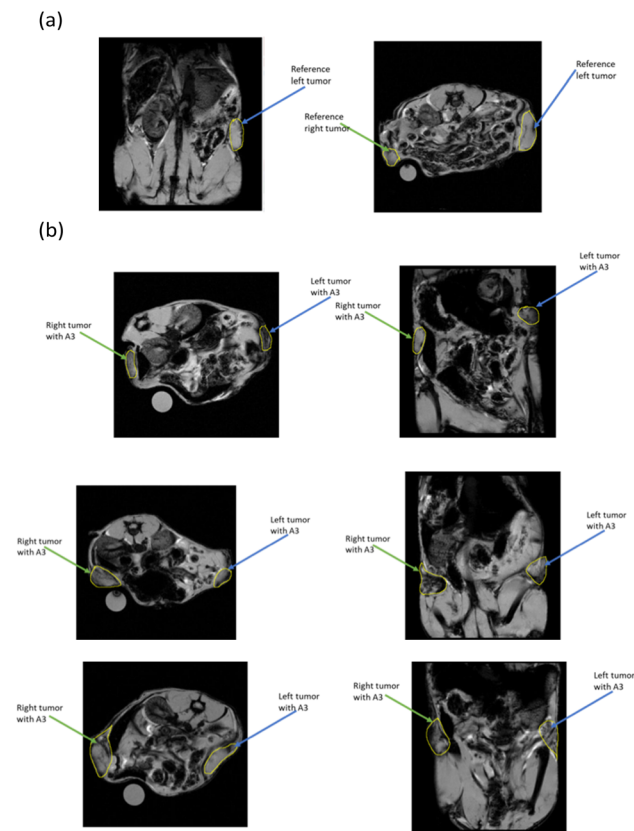 (a)
Reference
left tumor
Reference
left tumor
Reference
right tumor
(b)
Left tumor
with A3
Left tumor
with A3
Right tumor
with A3
Right tumor
with A3
Left tumor
with A3
Left tumor
with A3
Right tumor
with A3
Right tumor
with A3
Left tumor
with A3
Left tumor
with A3
Right tumor
with A3
Right tumor
with A3